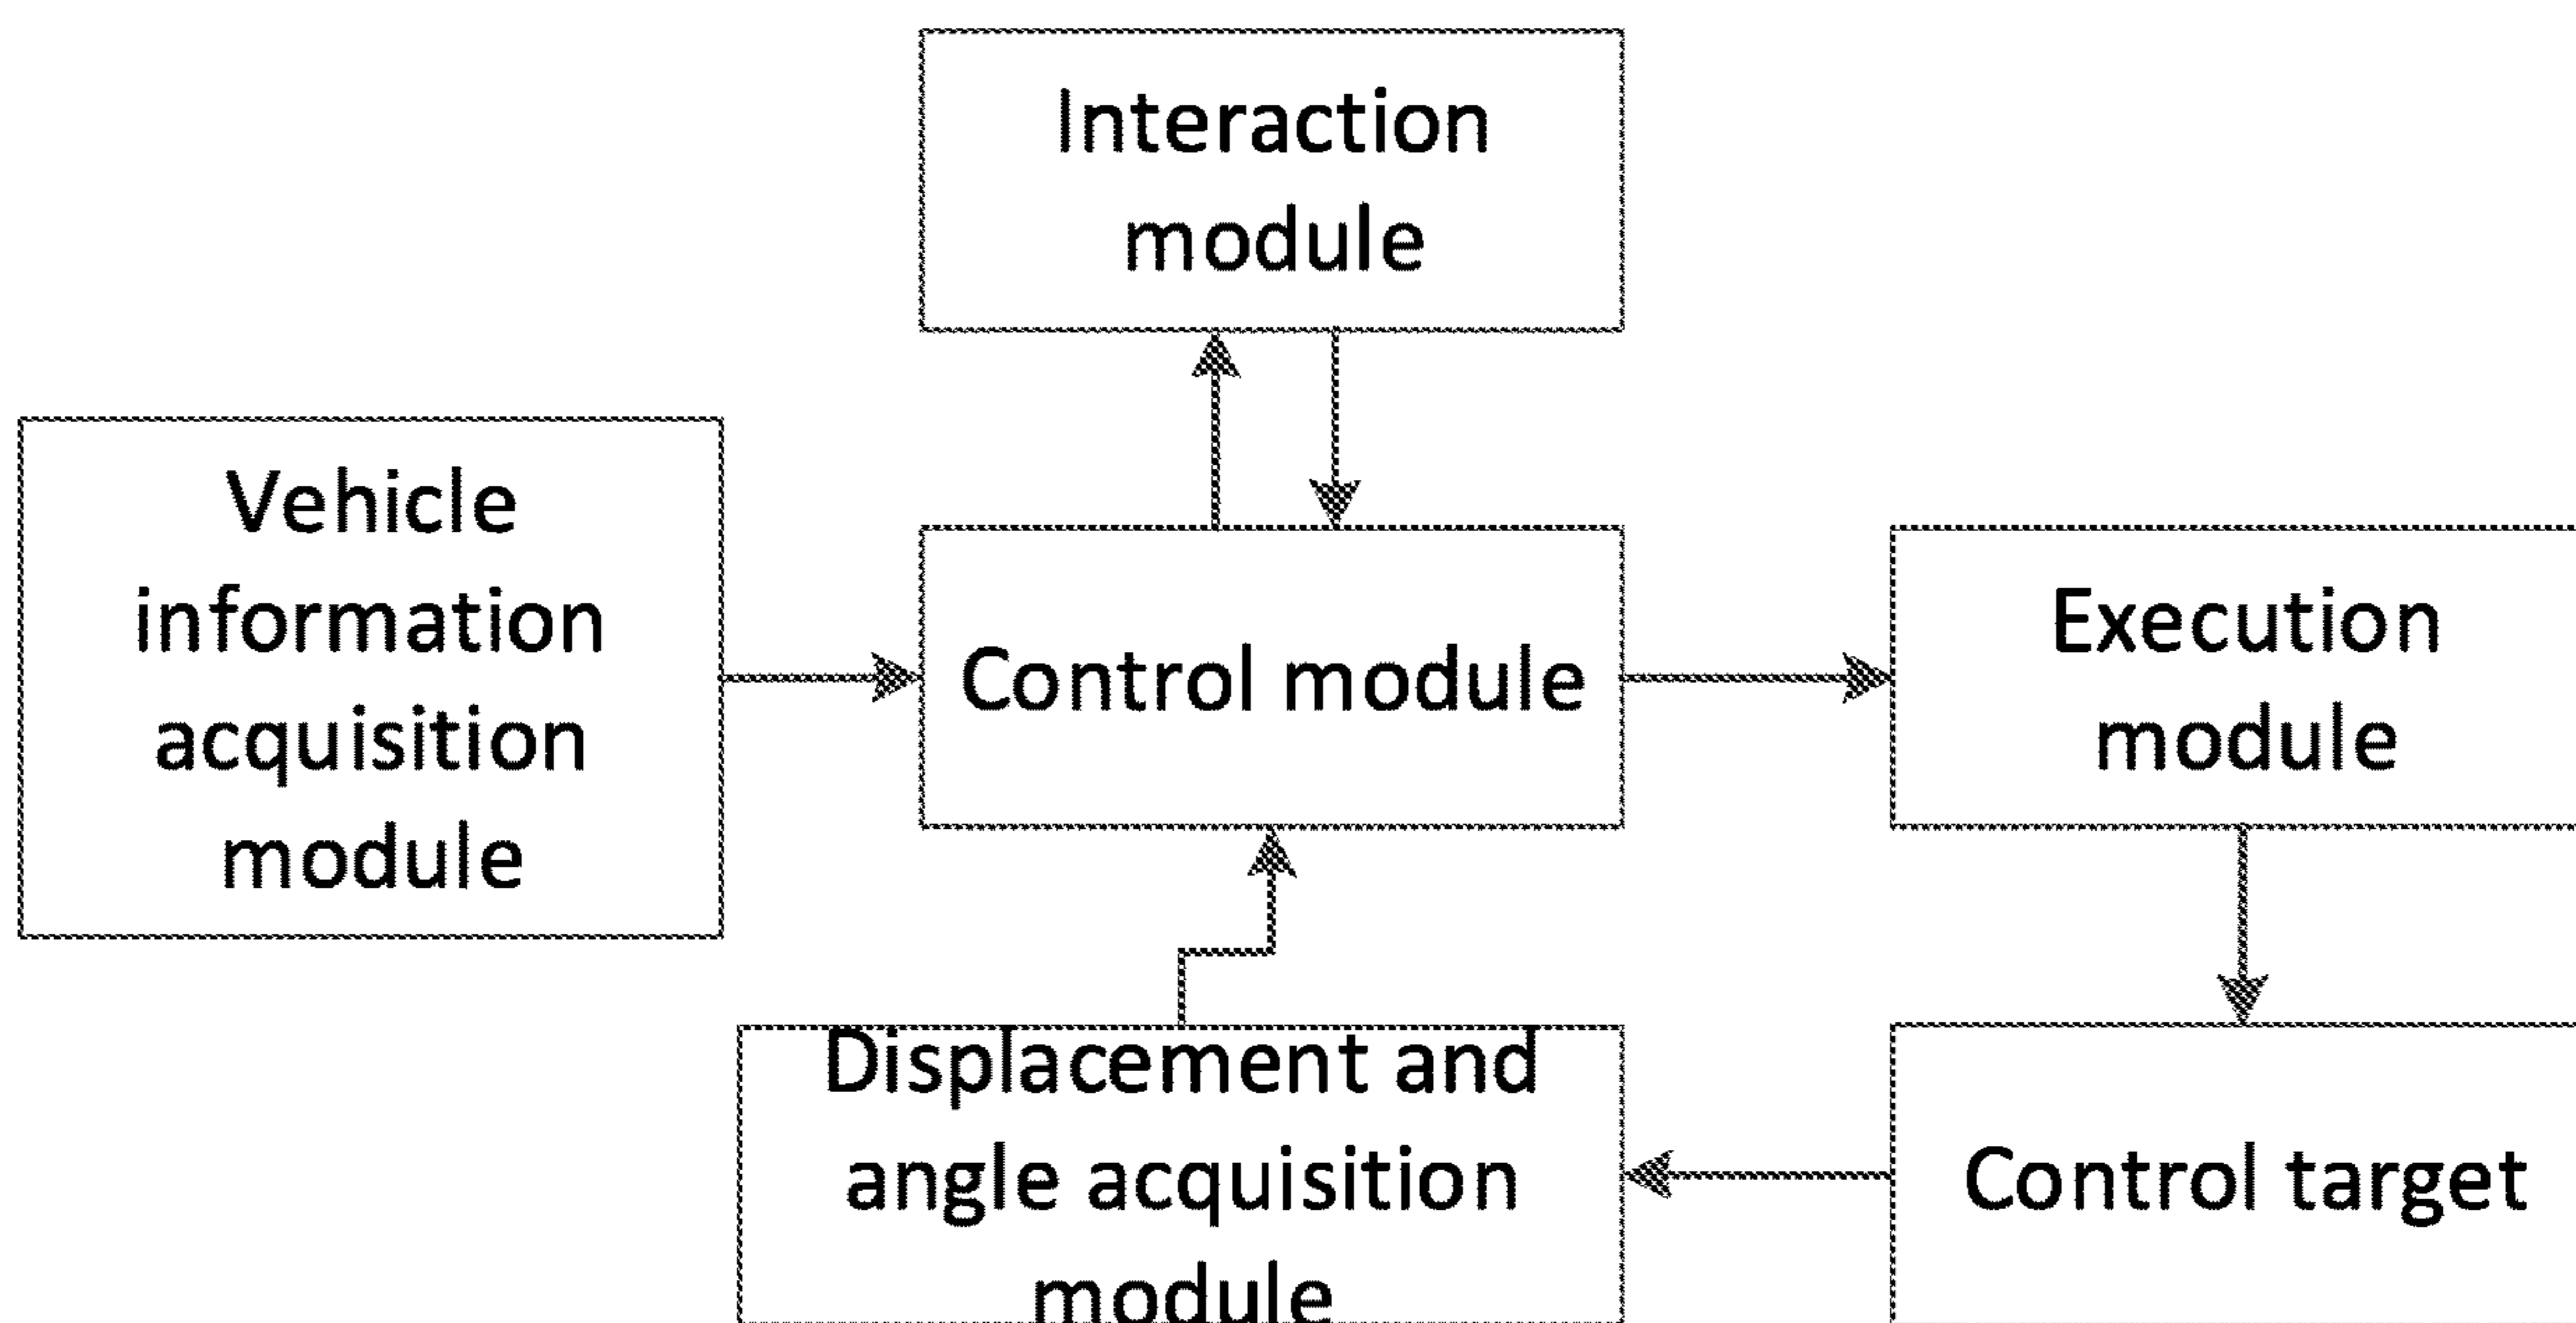 Interaction
module
Vehicle
information
acquisition
module
Control module
Execution
module
Displacement and
angle acquisition
module
Control target